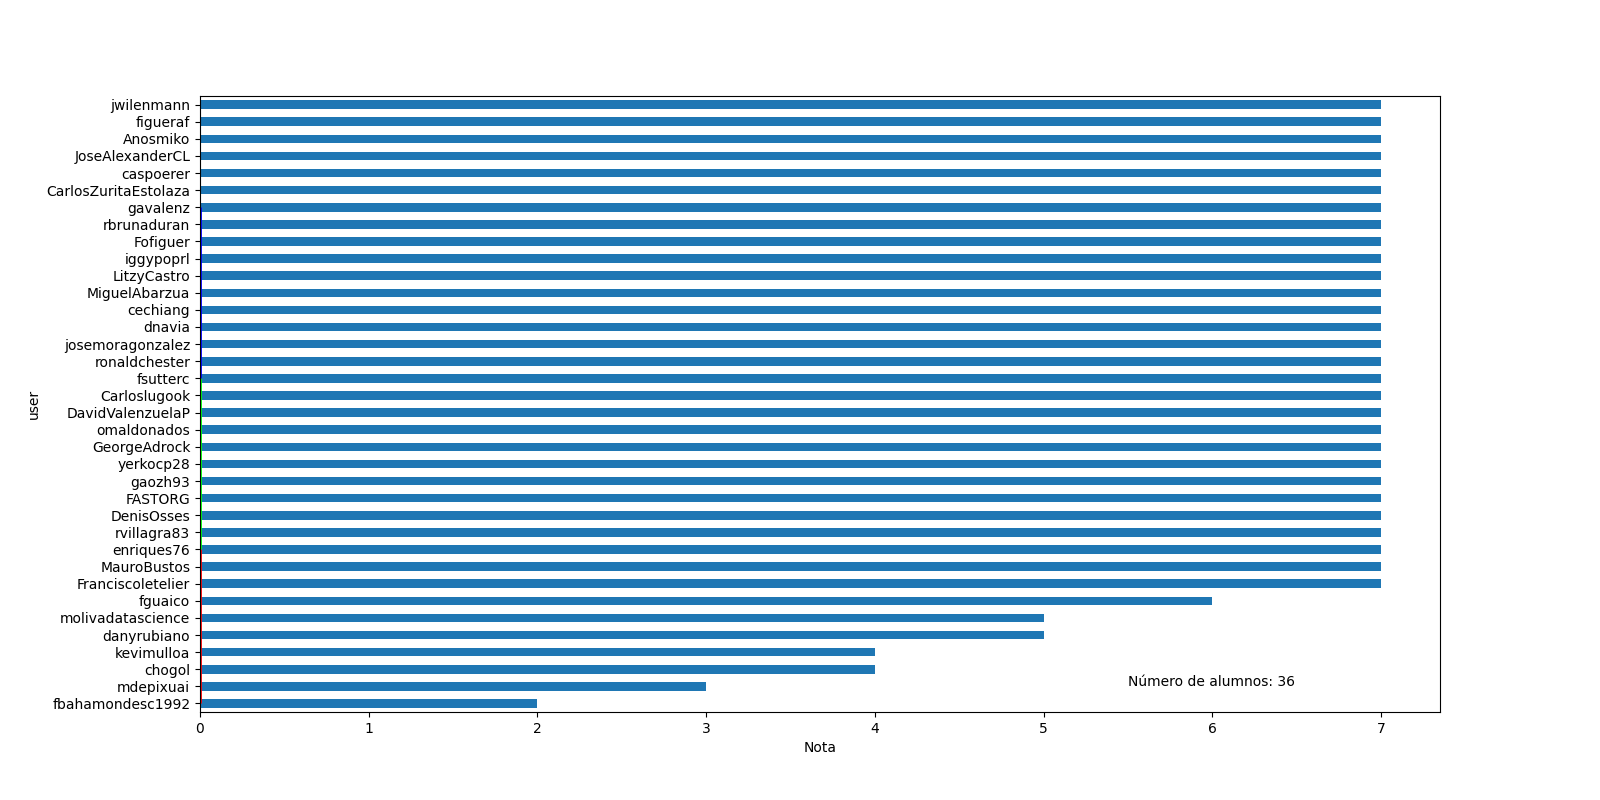 jwilenmann
figueraf
Anosmiko
JoseAlexanderCL
caspoerer
CarlosZuritaEstolaza
gavalenz
rbrunaduran
Fofiguer
iggypoprl
LitzyCastro
MiguelAbarzua
cechiang
dnavia
josemoragonzalez
ronaldchester
fsutterc
Carloslugook
DavidValenzuelaP
omaldonados
GeorgeAdrock
yerkocp28
gaozh93
FASTORG
DenisOsses
rvillagra83
enriques76
MauroBustos
Franciscoletelier
fguaico
molivadatascience
danyrubiano
kevimulloa
chogol
mdepixuai
fbahamondesc1992
user
Número de alumnos: 36
0 1 2 3 4 5 6 7
Nota